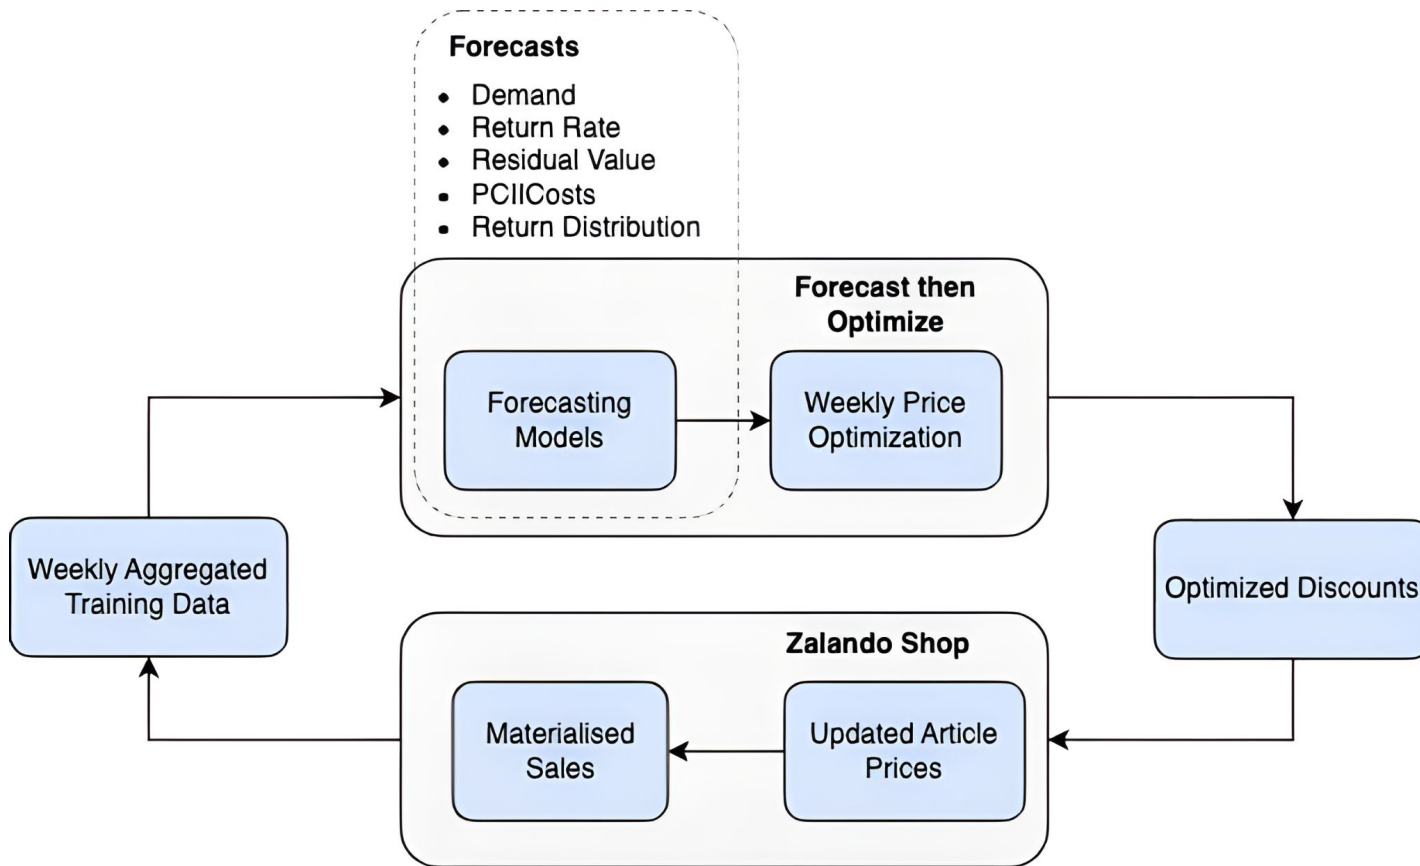 Forecasts
• Demand
• Return Rate
• Residual Value
• PCIICosts
• Return Distribution
Forecast then
Optimize
Forecasting
Models
Weekly Price
Optimization
Weekly Aggregated
Training Data
Optimized Discounts
Zalando Shop
Materialised
Sales
Updated Article
Prices